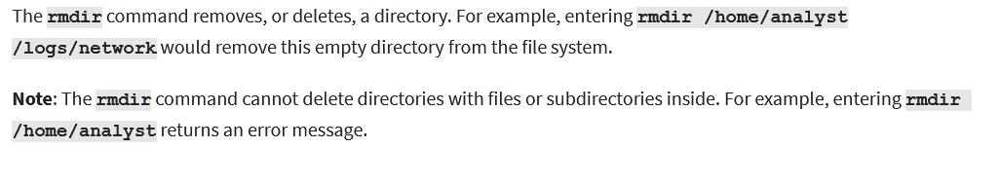 The rmdir command removes, or deletes, a directory. For example, entering rmdir /home/analyst
/logs/network would remove this empty directory from the file system.
Note: The rmdir command cannot delete directories with files or subdirectories inside. For example, entering rmdir
/home/analyst returns an error message.